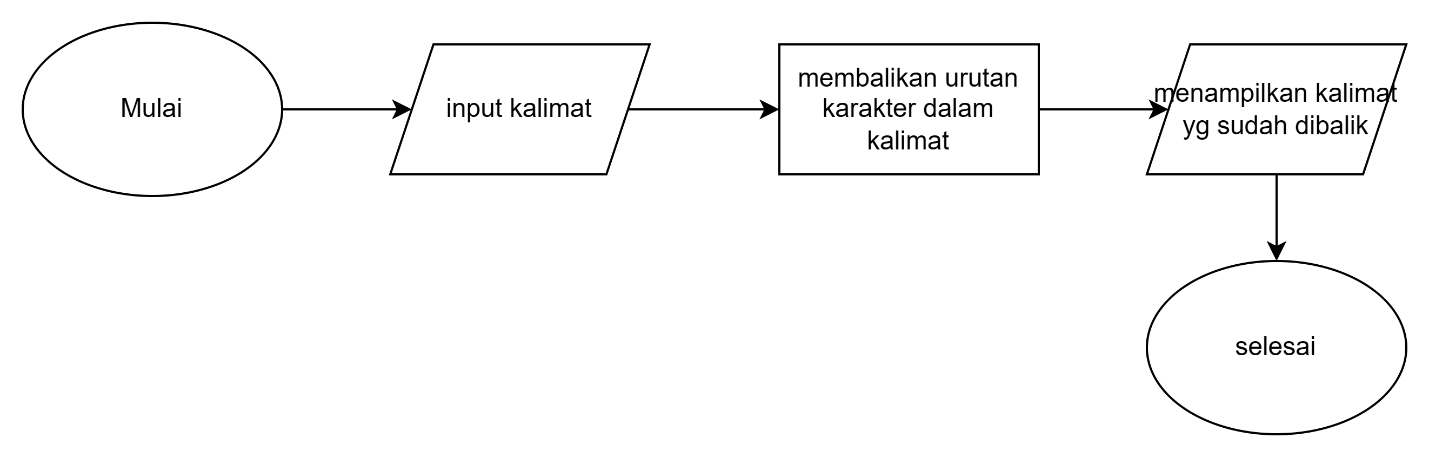 Mulai
input kalimat
membalikan urutan
karakter dalam
kalimat
menampilkan kalimat
yg sudah dibalik
selesai